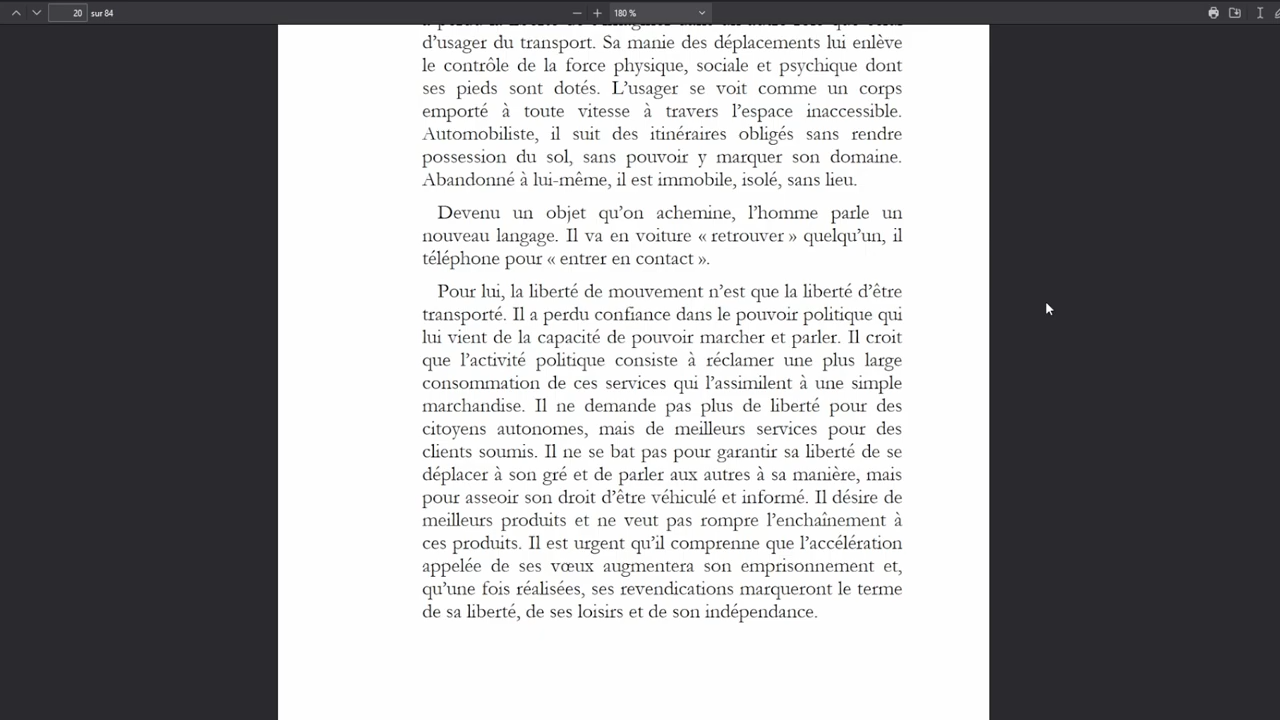 20 sur 84
180 %
d'usager du transport. Sa manie des déplacements lui enlève
le contrôle de la force physique, sociale et psychique dont
ses pieds sont dotés. L'usager se voit comme un corps
emporté à toute vitesse à travers l'espace inaccessible.
Automobiliste, il suit des itinéraires obligés sans rendre
possession du sol, sans pouvoir y marquer son domaine.
Abandonné à lui-même, il est immobile, isolé, sans lieu.
Devenu un objet qu'on achemine, l'homme parle un
nouveau langage. Il va en voiture « retrouver » quelqu'un, il
téléphone pour « entrer en contact ».
Pour lui, la liberté de mouvement n'est que la liberté d'être
transporté. Il a perdu confiance dans le pouvoir politique qui
lui vient de la capacité de pouvoir marcher et parler. Il croit
que l'activité politique consiste à réclamer une plus large
consommation de ces services qui l'assimilent à une simple
marchandise. Il ne demande pas plus de liberté pour des
citoyens autonomes, mais de meilleurs services pour des
clients soumis. Il ne se bat pas pour garantir sa liberté de se
déplacer à son gré et de parler aux autres à sa manière, mais
pour asseoir son droit d'être véhiculé et informé. Il désire de
meilleurs produits et ne veut pas rompre l'enchaînement à
ces produits. Il est urgent qu'il comprenne que l'accélération
appelée de ses vœux augmentera son emprisonnement et,
qu'une fois réalisées, ses revendications marqueront le terme
de sa liberté, de ses loisirs et de son indépendance.